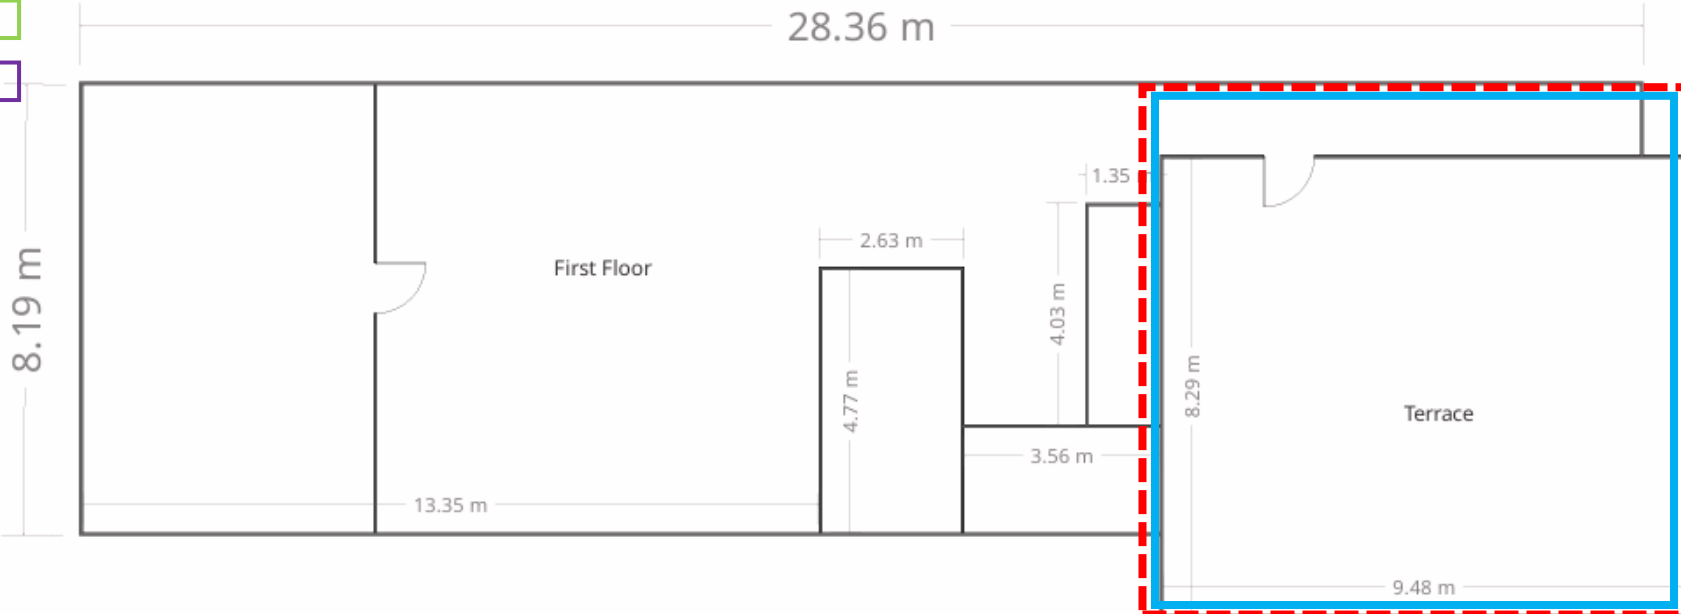 28.36 m
8.19 m
1.35
2.63 m
First Floor
4.03 m
4.77 m
8.29 m
Terrace
3.56 m
13.35 m
9.48 m